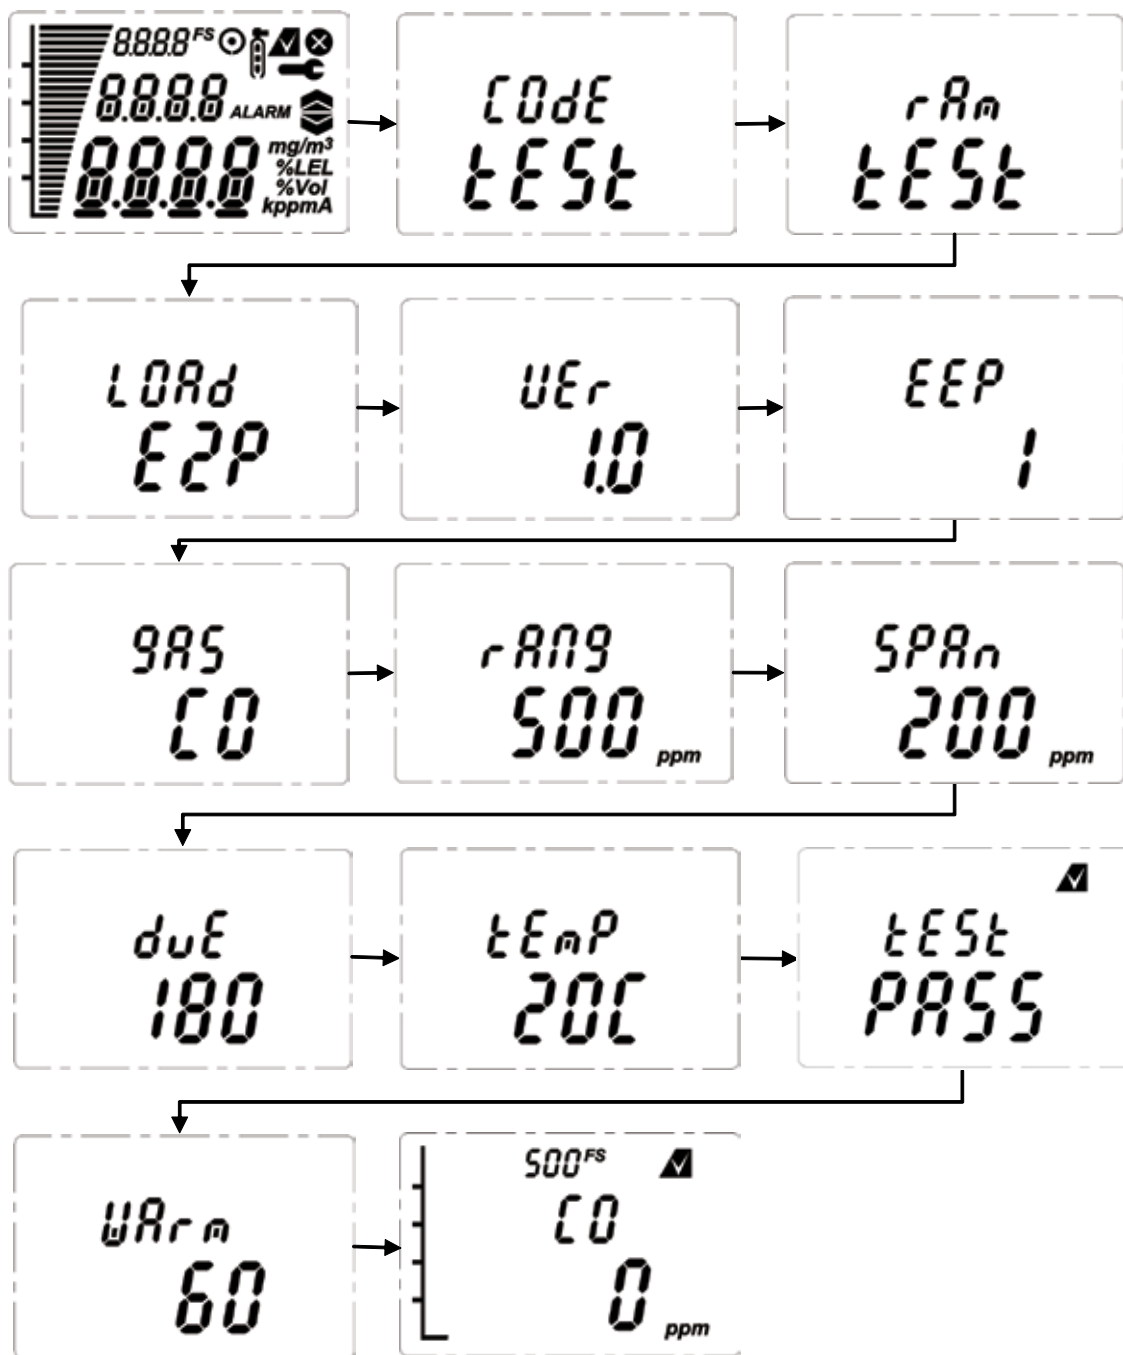 8.8.8.8 FS
8.8.8.8 ALARM
8.8.8.8 mg/m³
%LEL
%Vol
kppmA
COdE
tESt
rAm
tESt
LOAd
E2P
VEr
1.0
EEP
1
gAS
CO
rANg
500 ppm
SPAn
200 ppm
duE
180
tEmP
20C
tESt
PASS
WArm
60
500 FS
CO
0 ppm